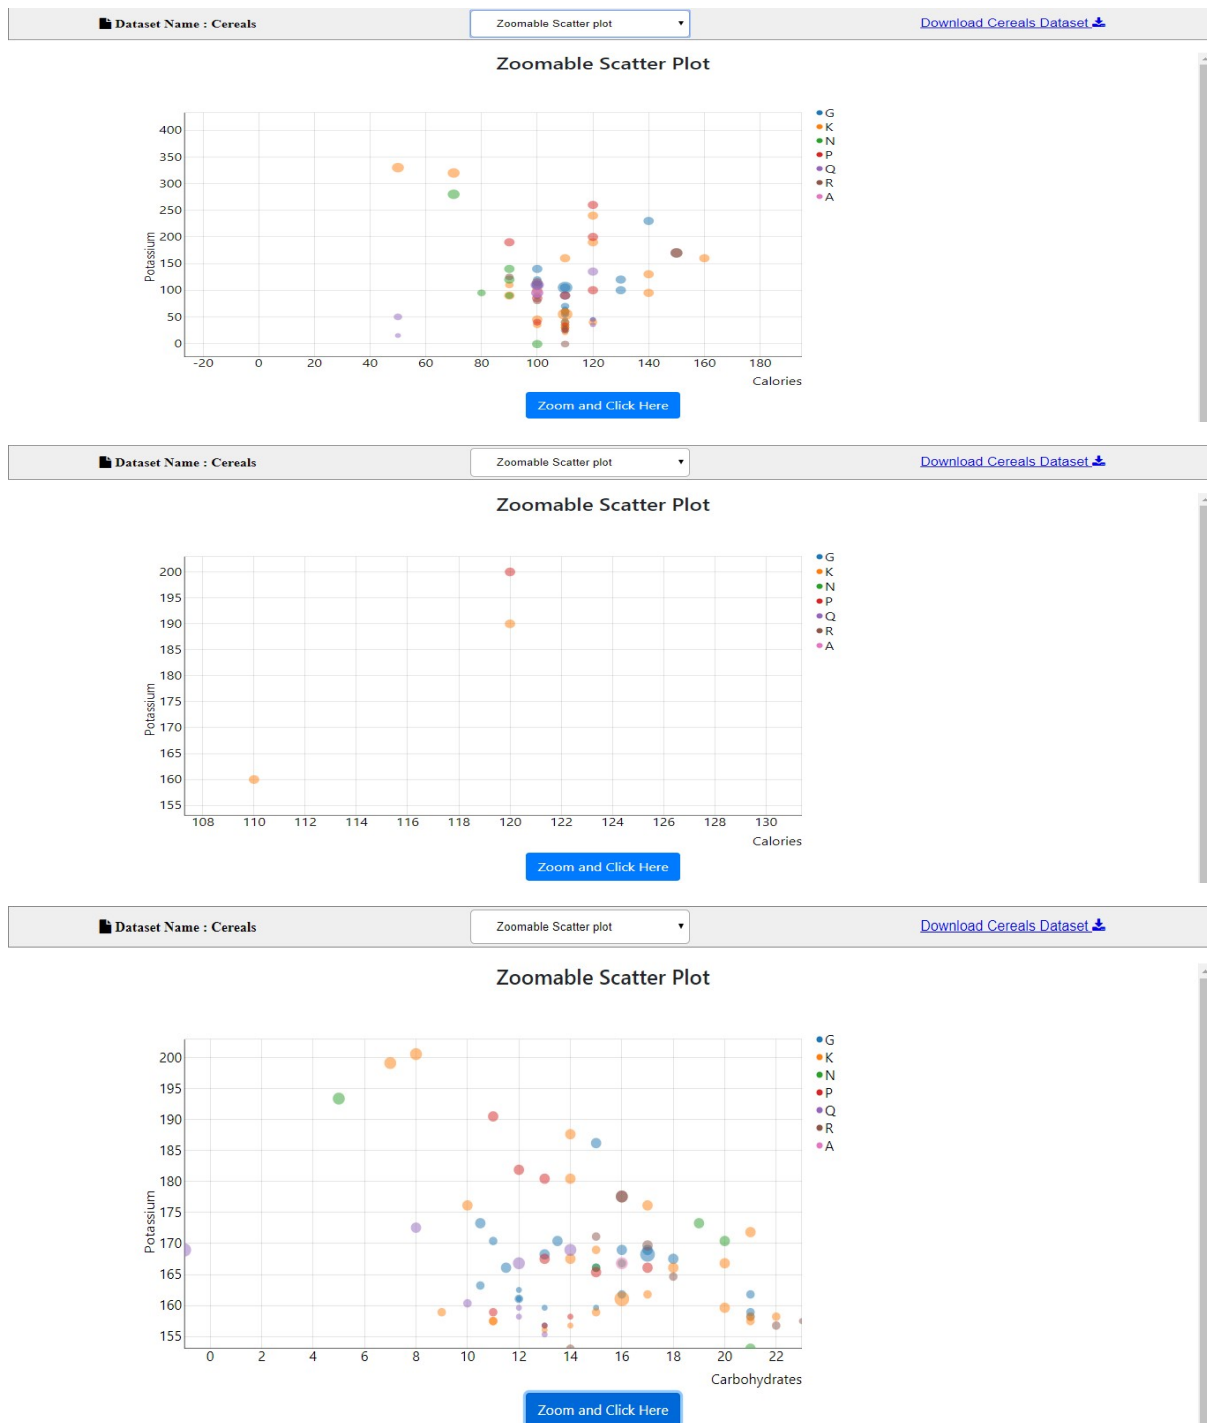 Dataset Name : Cereals
Zoomable Scatter plot
Download Cereals Dataset
Zoomable Scatter Plot
G
K
N
P
Q
R
A
Potassium
400
350
300
250
200
150
100
50
0
-20 0 20 40 60 80 100 120 140 160 180
Calories
Zoom and Click Here
Dataset Name : Cereals
Zoomable Scatter plot
Download Cereals Dataset
Zoomable Scatter Plot
G
K
N
P
Q
R
A
Potassium
200
195
190
185
180
175
170
165
160
155
108 110 112 114 116 118 120 122 124 126 128 130
Calories
Zoom and Click Here
Dataset Name : Cereals
Zoomable Scatter plot
Download Cereals Dataset
Zoomable Scatter Plot
G
K
N
P
Q
R
A
Potassium
200
195
190
185
180
175
170
165
160
155
0 2 4 6 8 10 12 14 16 18 20 22
Carbohydrates
Zoom and Click Here